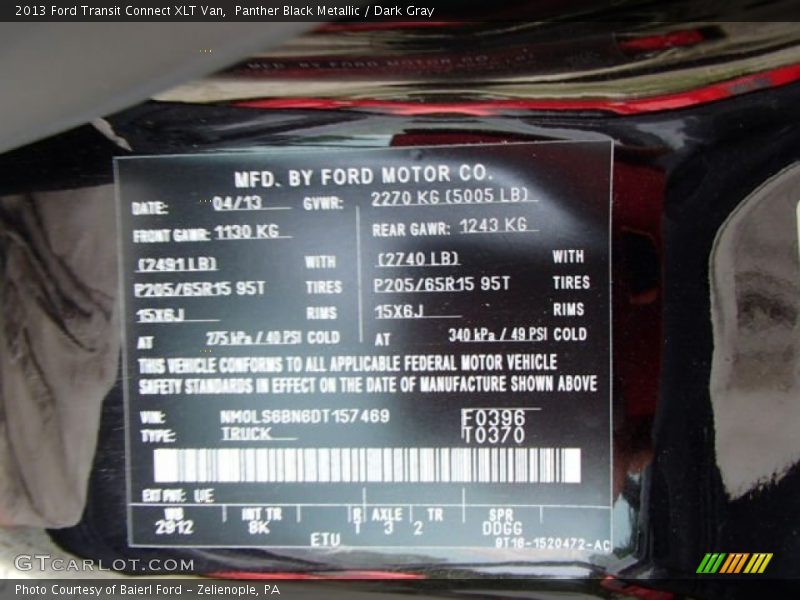 2013 Ford Transit Connect XLT Van,  Panther Black Metallic / Dark Gray
MFD. BY FORD MOTOR CO.
DATE: 04/13 GVWR: 2270 KG (5005 LB)
FRONT GAWR: 1130 KG REAR GAWR: 1243 KG
(2491 LB) WITH (2740 LB) WITH
P205/65R15 95T TIRES P205/65R15 95T TIRES
15X6J RIMS 15X6J RIMS
AT 275 kPa / 40 PSI COLD AT 340 kPa / 49 PSI COLD
THIS VEHICLE CONFORMS TO ALL APPLICABLE FEDERAL MOTOR VEHICLE
SAFETY STANDARDS IN EFFECT ON THE DATE OF MANUFACTURE SHOWN ABOVE
VIN: NM0LS6BN6DT157469 F0396
TYPE: TRUCK T0370
EXT PNT: UE
WB INT TR R AXLE TR SPR
2912 8K 1 3 2 DDGG
ETU 9T16-1520472-AC
GTCARLOT.COM
Photo Courtesy of Baierl Ford - Zelienople, PA